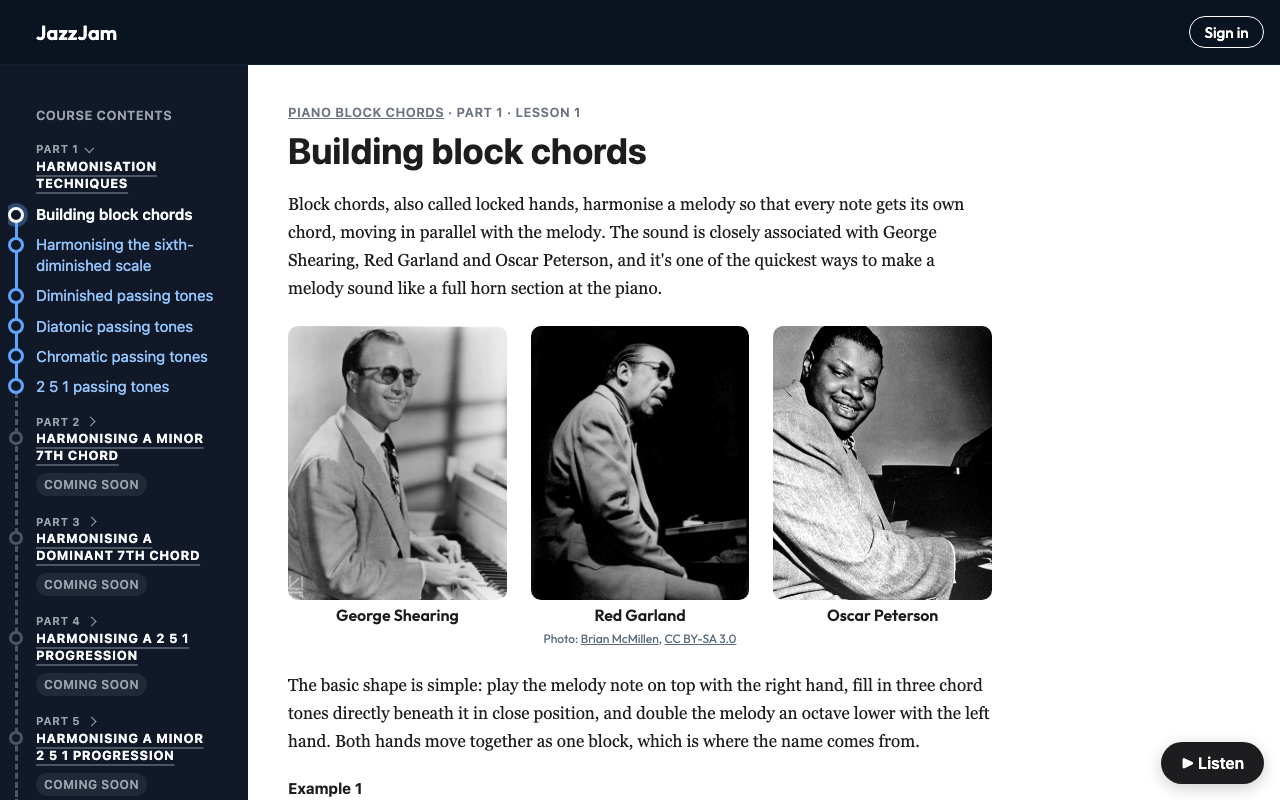 JazzJam
Sign in
COURSE CONTENTS
PART 1
HARMONISATION
TECHNIQUES
Building block chords
Harmonising the sixth-
diminished scale
Diminished passing tones
Diatonic passing tones
Chromatic passing tones
2 5 1 passing tones
PART 2
HARMONISING A MINOR
7TH CHORD
COMING SOON
PART 3
HARMONISING A
DOMINANT 7TH CHORD
COMING SOON
PART 4
HARMONISING A 2 5 1
PROGRESSION
COMING SOON
PART 5
HARMONISING A MINOR
2 5 1 PROGRESSION
COMING SOON
PIANO BLOCK CHORDS · PART 1 · LESSON 1
Building block chords
Block chords, also called locked hands, harmonise a melody so that every note gets its own
chord, moving in parallel with the melody. The sound is closely associated with George
Shearing, Red Garland and Oscar Peterson, and it's one of the quickest ways to make a
melody sound like a full horn section at the piano.
George Shearing
Red Garland
Photo: Brian McMillen, CC BY-SA 3.0
Oscar Peterson
The basic shape is simple: play the melody note on top with the right hand, fill in three chord
tones directly beneath it in close position, and double the melody an octave lower with the left
hand. Both hands move together as one block, which is where the name comes from.
Example 1
Listen